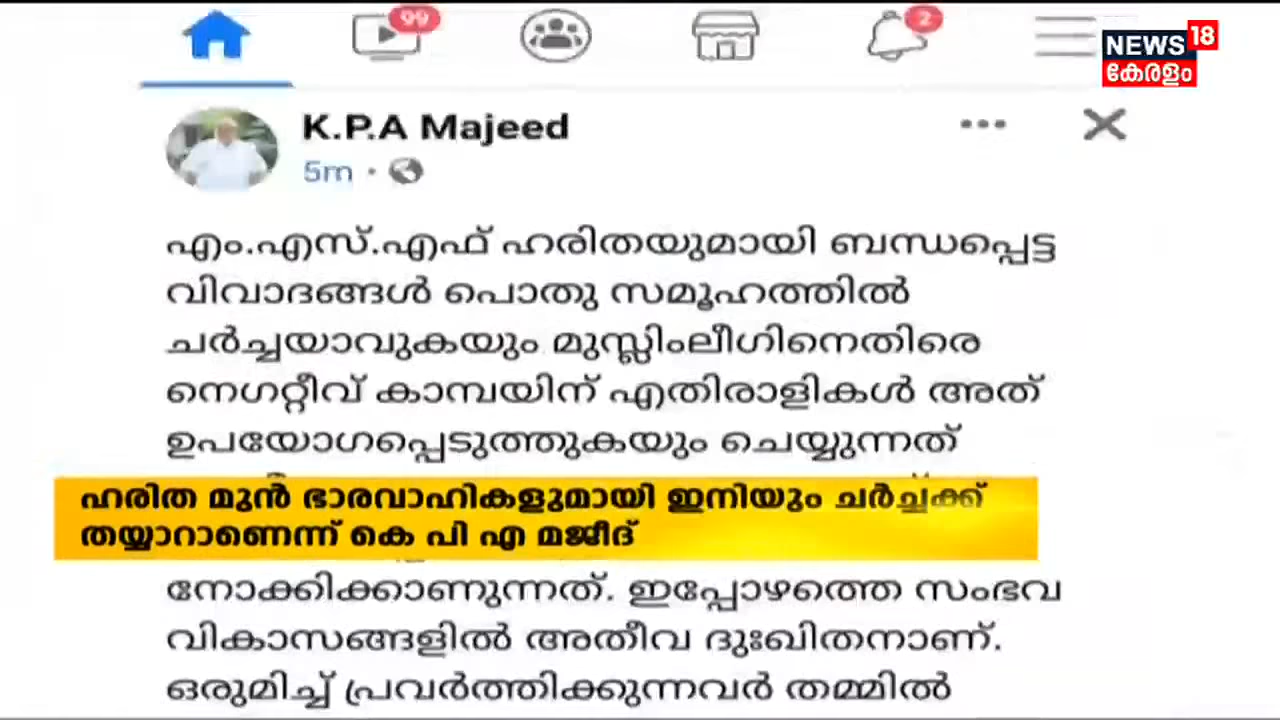 99
2
NEWS 18
കേരളം
K.P.A Majeed
5m
എം.എസ്.എഫ് ഹരിതയുമായി ബന്ധപ്പെട്ട
വിവാദങ്ങൾ പൊതു സമൂഹത്തിൽ
ചർച്ചയാവുകയും മുസ്ലിംലീഗിനെതിരെ
നെഗറ്റീവ് കാമ്പയിന് എതിരാളികൾ അത്
ഉപയോഗപ്പെടുത്തുകയും ചെയ്യുന്നത്
ഹരിത മുൻ ഭാരവാഹികളുമായി ഇനിയും ചർച്ചക്ക്
തയ്യാറാണെന്ന് കെ പി എ മജീദ്
നോക്കിക്കാണുന്നത്. ഇപ്പോഴത്തെ സംഭവ
വികാസങ്ങളിൽ അതീവ ദുഃഖിതനാണ്.
ഒരുമിച്ച് പ്രവർത്തിക്കുന്നവർ തമ്മിൽ